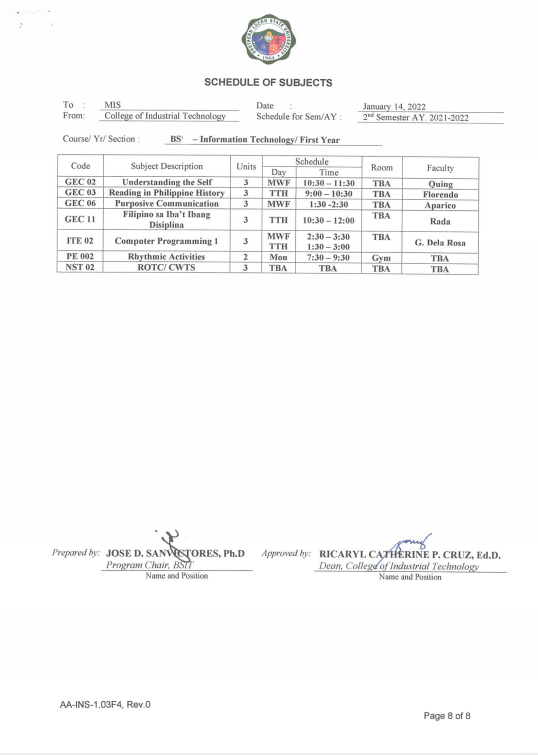 SCHEDULE OF SUBJECTS
To : MIS Date : January 14, 2022
From: College of Industrial Technology Schedule for Sem/AY : 2nd Semester AY. 2021-2022
Course/ Yr/ Section : BS – Information Technology/ First Year
Code Subject Description Units Schedule Room Faculty
Day Time
GEC 02 Understanding the Self 3 MWF 10:30 – 11:30 TBA Quing
GEC 03 Reading in Philippine History 3 TTH 9:00 – 10:30 TBA Florendo
GEC 06 Purposive Communication 3 MWF 1:30 -2:30 TBA Aparico
GEC 11 Filipino sa Iba't Ibang 3 TTH 10:30 – 12:00 TBA Rada
Disiplina
ITE 02 Computer Programming 1 3 MWF 2:30 – 3:30 TBA G. Dela Rosa
TTH 1:30 – 3:00
PE 002 Rhythmic Activities 2 Mon 7:30 – 9:30 Gym TBA
NST 02 ROTC/ CWTS 3 TBA TBA TBA TBA
Prepared by: JOSE D. SANVICTORES, Ph.D Approved by: RICARYL CATHERINE P. CRUZ, Ed.D.
Program Chair, BSIT Dean, College of Industrial Technology
Name and Position Name and Position
AA-INS-1.03F4, Rev.0
Page 8 of 8